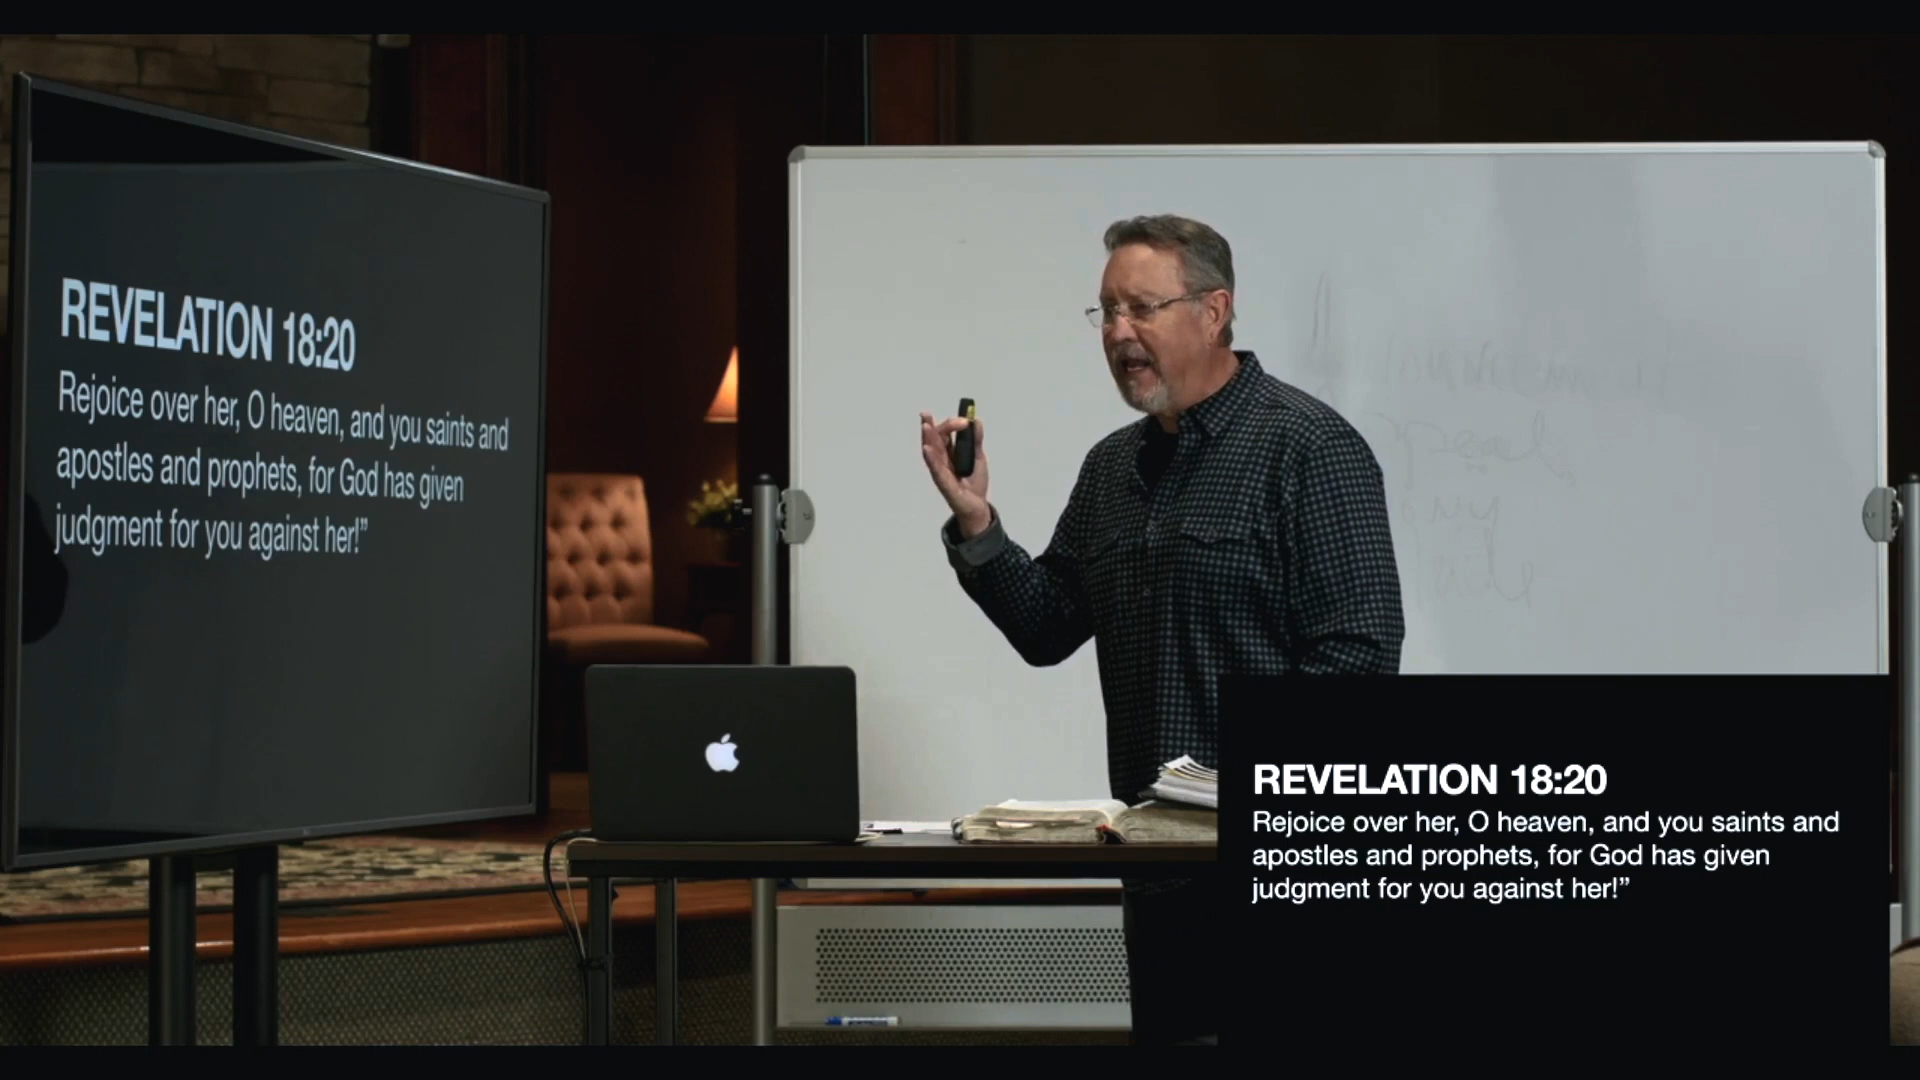 REVELATION 18:20
Rejoice over her, O heaven, and you saints and
apostles and prophets, for God has given
judgment for you against her!”
REVELATION 18:20
Rejoice over her, O heaven, and you saints and
apostles and prophets, for God has given
judgment for you against her!”